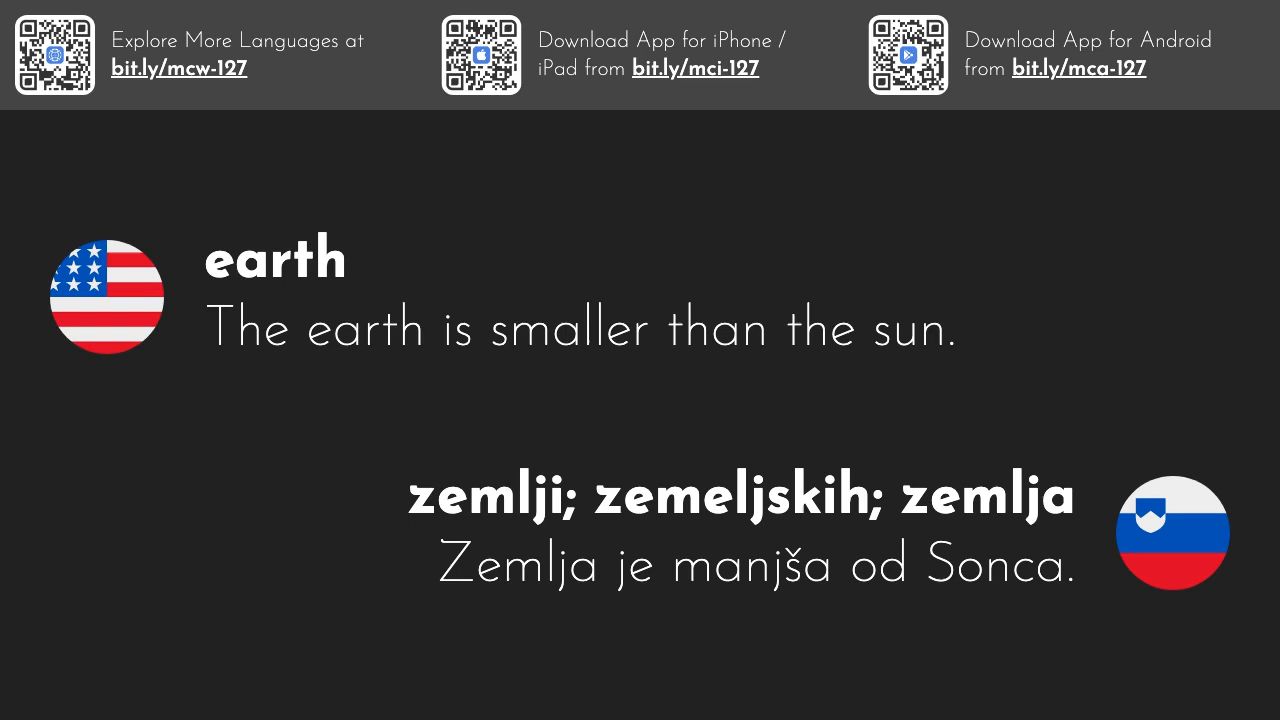 Explore More Languages at
bit.ly/mcw-127
Download App for iPhone /
iPad from bit.ly/mci-127
Download App for Android
from bit.ly/mca-127
earth
The earth is smaller than the sun.
zemlji; zemeljskih; zemlja
Zemlja je manjša od Sonca.